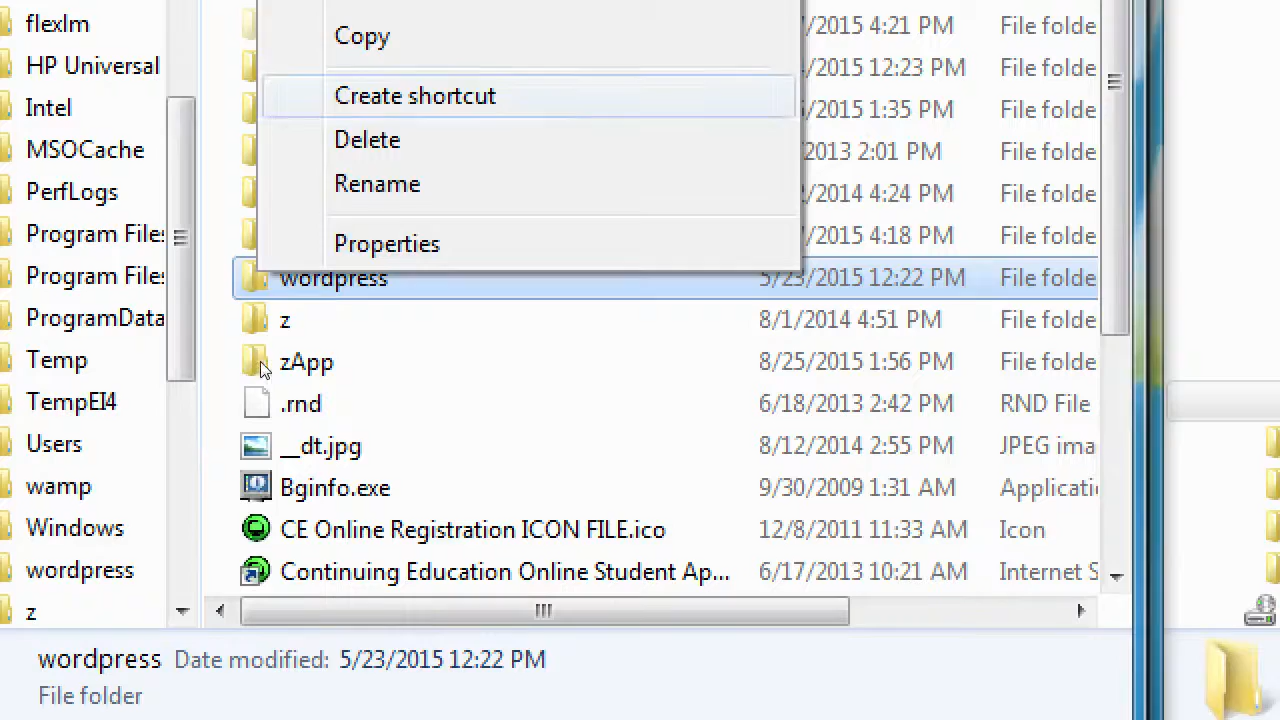 flexlm
HP Universal
Intel
MSOCache
PerfLogs
Program Files
Program Files
ProgramData
Temp
TempEI4
Users
wamp
Windows
wordpress
z
Copy
Create shortcut
Delete
Rename
Properties
/2015 4:21 PM File folde
/2015 12:23 PM File folde
/2015 1:35 PM File folde
2013 2:01 PM File folde
/2014 4:24 PM File folde
/2015 4:18 PM File folde
wordpress 5/23/2015 12:22 PM File folde
z 8/1/2014 4:51 PM File folde
zApp 8/25/2015 1:56 PM File folde
.rnd 6/18/2013 2:42 PM RND File
__dt.jpg 8/12/2014 2:55 PM JPEG ima
Bginfo.exe 9/30/2009 1:31 AM Applicati
CE Online Registration ICON FILE.ico 12/8/2011 11:33 AM Icon
Continuing Education Online Student Ap... 6/17/2013 10:21 AM Internet S
wordpress Date modified: 5/23/2015 12:22 PM
File folder